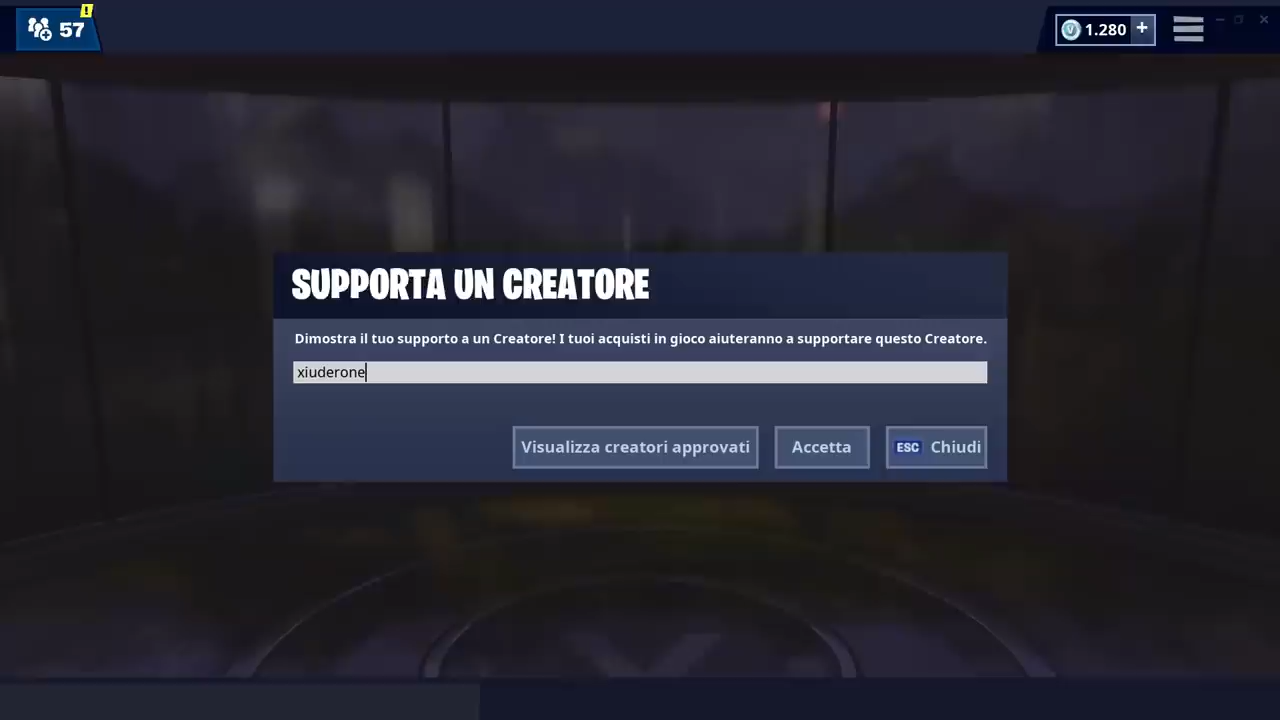 57
!
1.280 +
SUPPORTA UN CREATORE
Dimostra il tuo supporto a un Creatore! I tuoi acquisti in gioco aiuteranno a supportare questo Creatore.
xiuderone
Visualizza creatori approvati
Accetta
ESC Chiudi